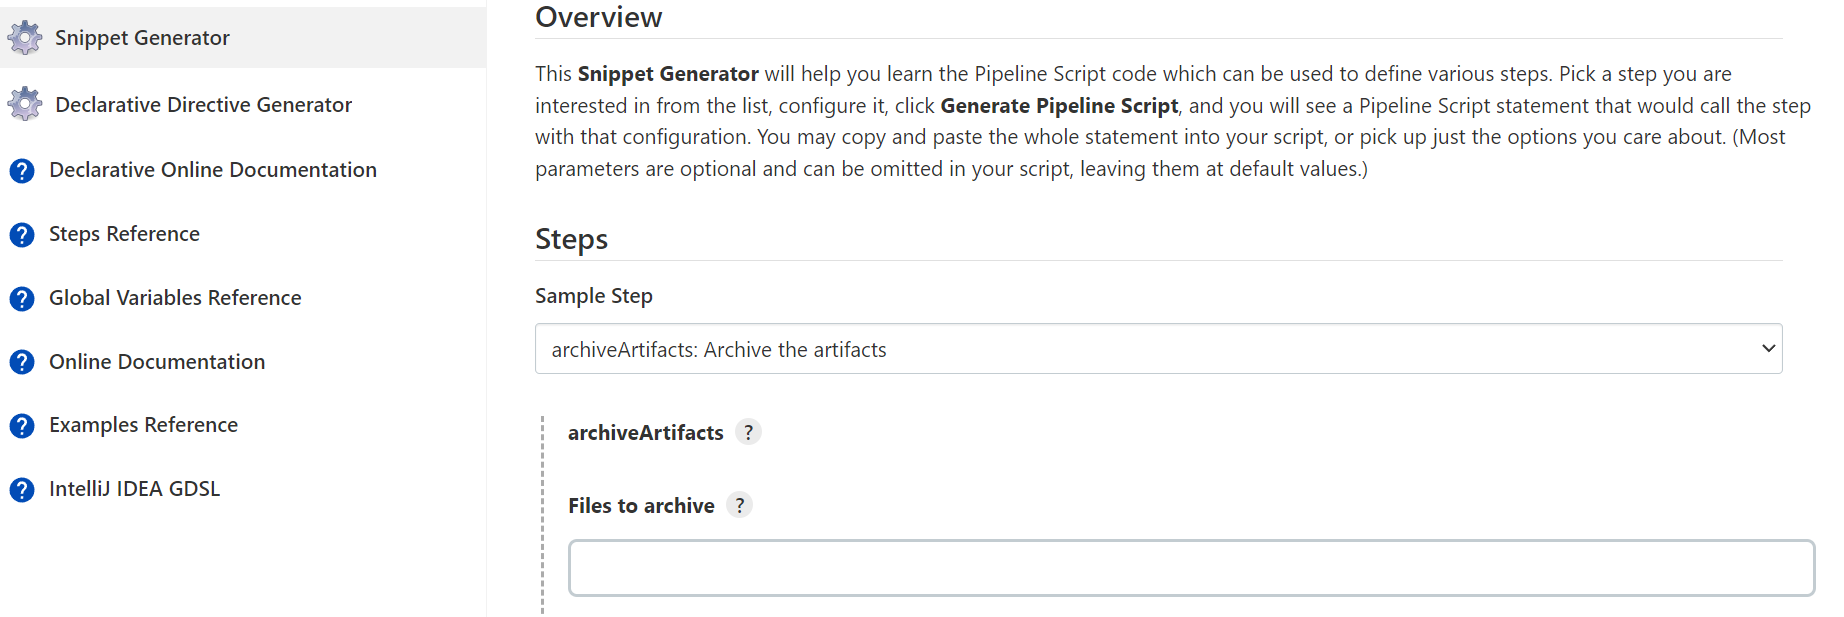 Snippet Generator
Declarative Directive Generator
? Declarative Online Documentation
? Steps Reference
? Global Variables Reference
? Online Documentation
? Examples Reference
? IntelliJ IDEA GDSL
Overview
This Snippet Generator will help you learn the Pipeline Script code which can be used to define various steps. Pick a step you are
interested in from the list, configure it, click Generate Pipeline Script, and you will see a Pipeline Script statement that would call the step
with that configuration. You may copy and paste the whole statement into your script, or pick up just the options you care about. (Most
parameters are optional and can be omitted in your script, leaving them at default values.)
Steps
Sample Step
archiveArtifacts: Archive the artifacts
archiveArtifacts ?
Files to archive ?